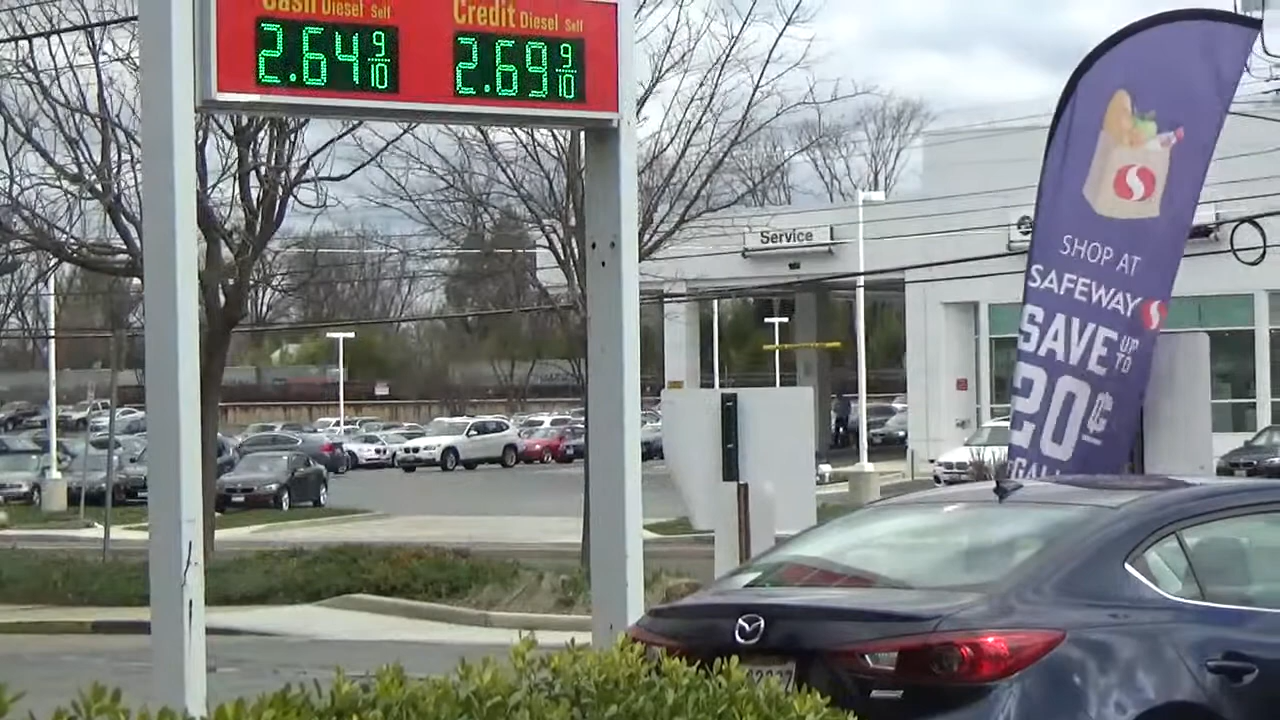 Cash Diesel Self
Credit Diesel Self
2.64 9/10
2.69 9/10
Service
SHOP AT
SAFEWAY
SAVE UP TO
20¢